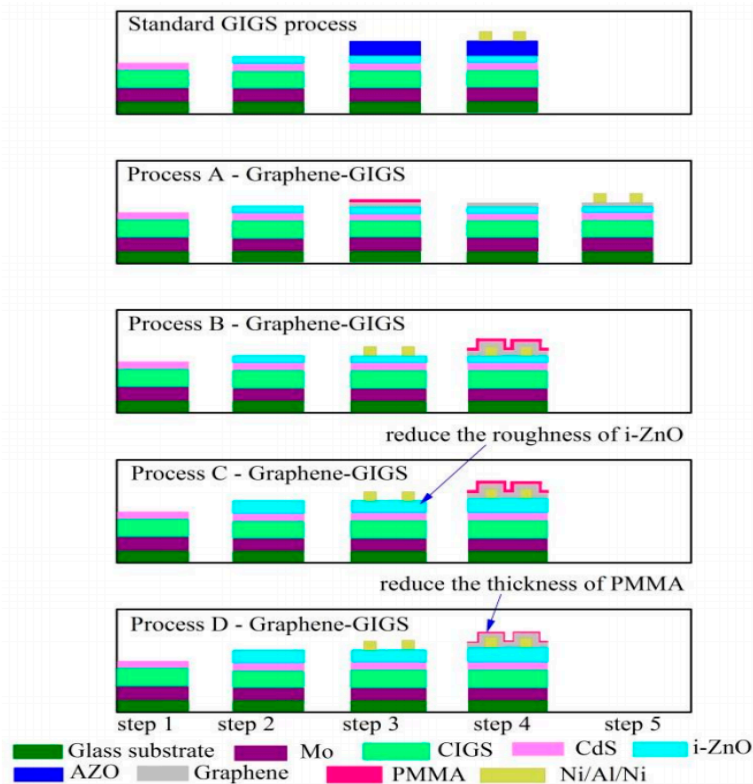 Standard GIGS process
Process A - Graphene-GIGS
Process B - Graphene-GIGS
reduce the roughness of i-ZnO
Process C - Graphene-GIGS
reduce the thickness of PMMA
Process D - Graphene-GIGS
step 1 step 2 step 3 step 4 step 5
Glass substrate Mo CIGS CdS i-ZnO
AZO Graphene PMMA Ni/Al/Ni